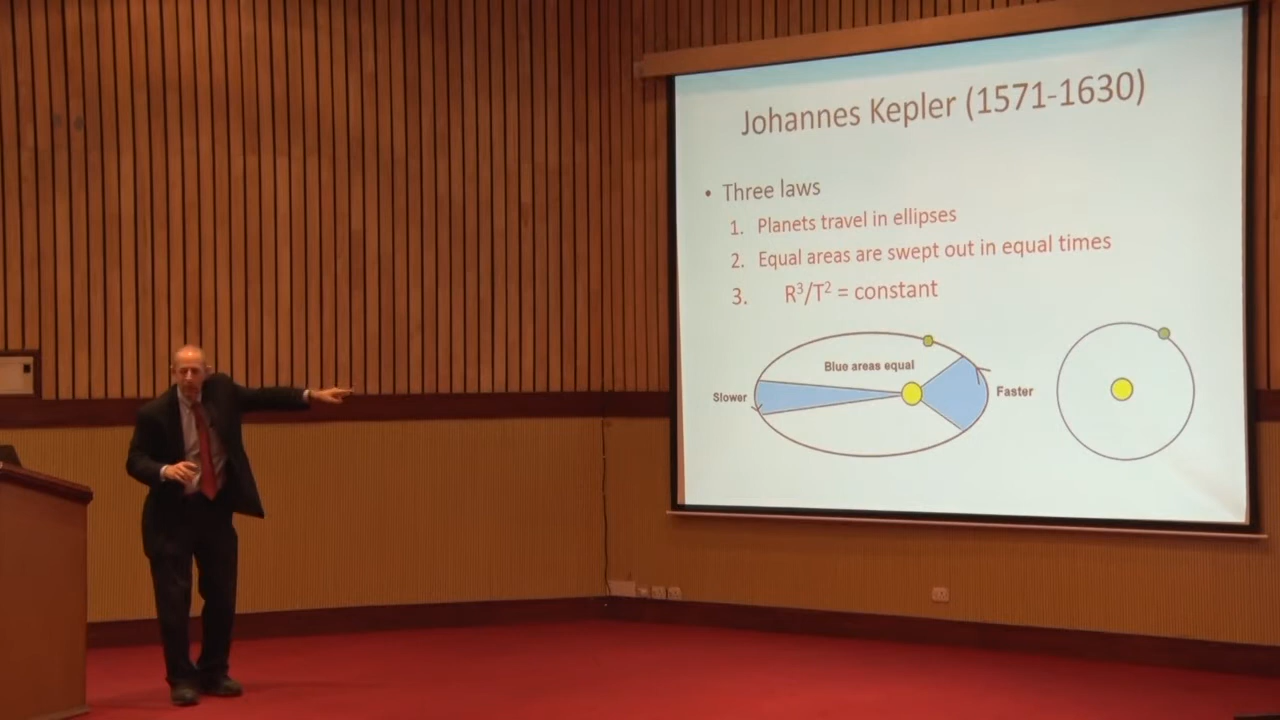 Johannes Kepler (1571-1630)
• Three laws
1. Planets travel in ellipses
2. Equal areas are swept out in equal times
3. R³/T² = constant
Blue areas equal
Slower
Faster